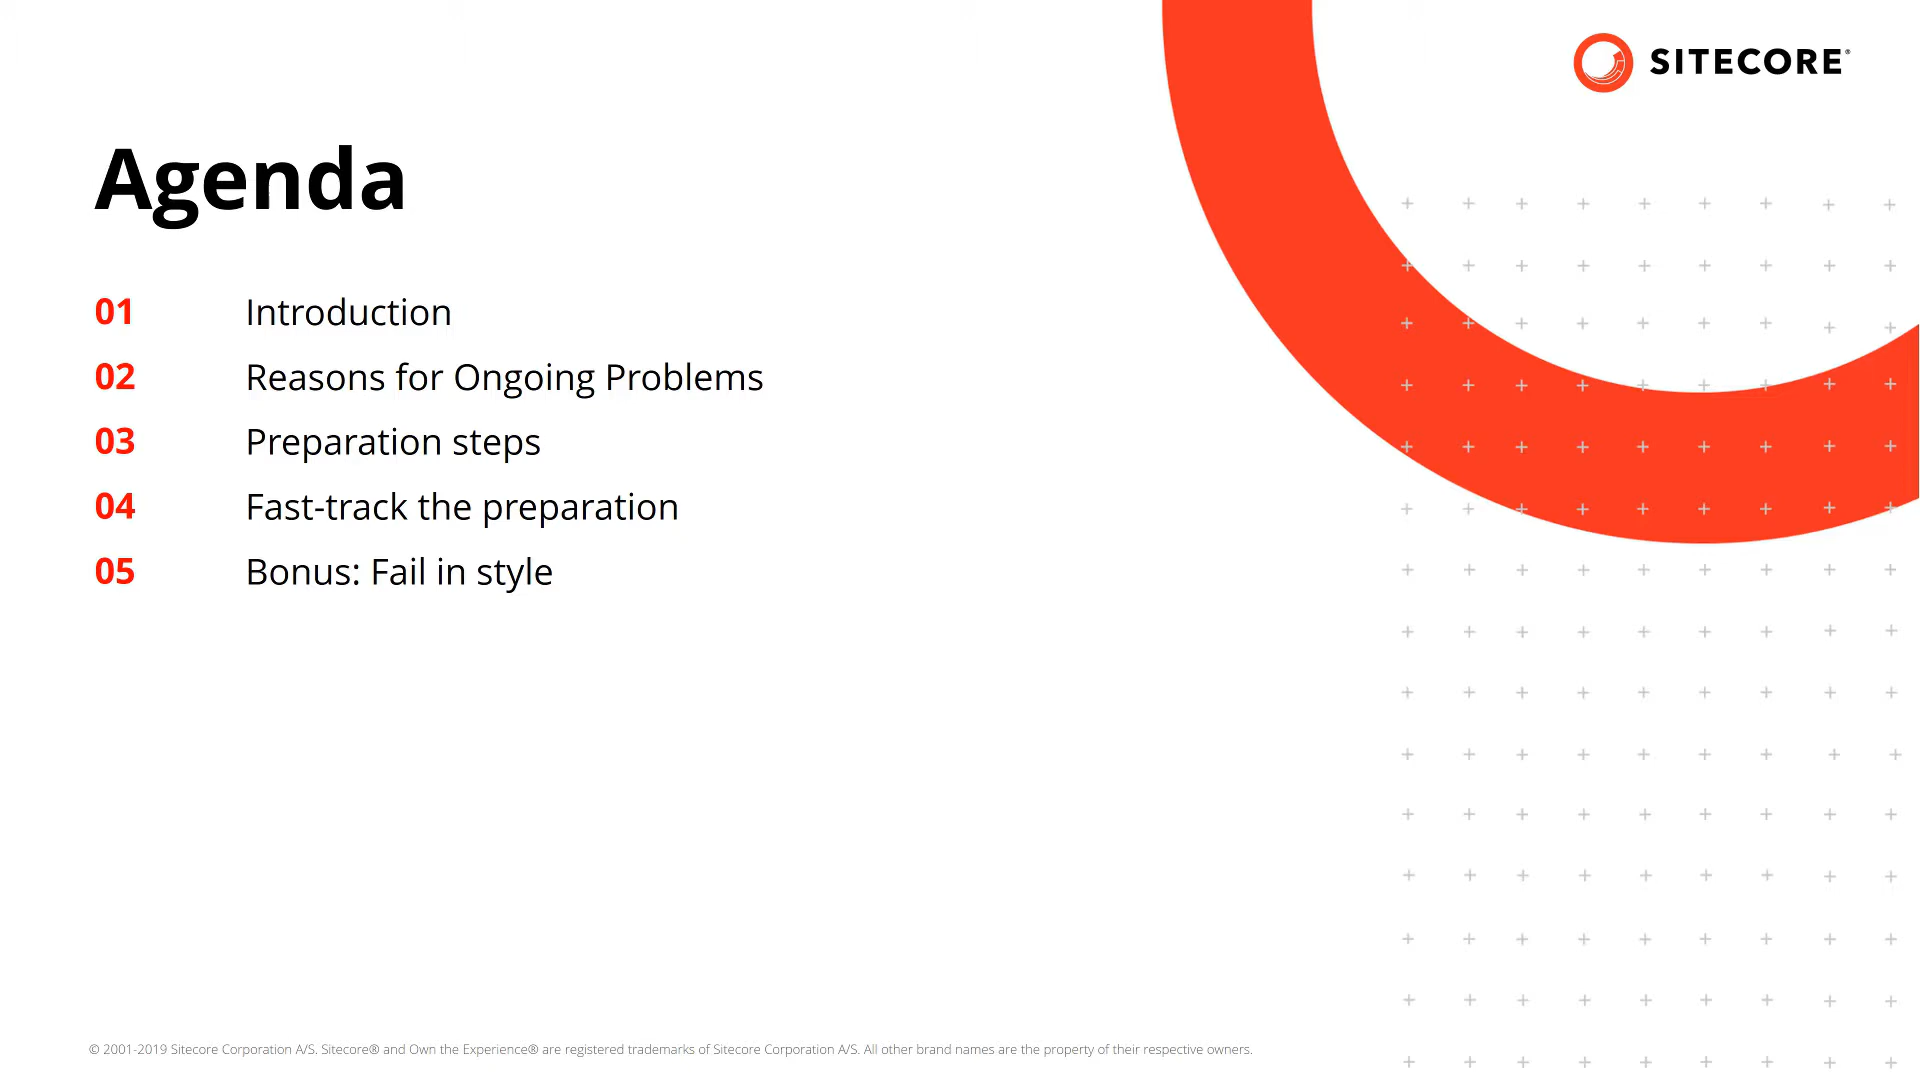 SITECORE®
Agenda
01 Introduction
02 Reasons for Ongoing Problems
03 Preparation steps
04 Fast-track the preparation
05 Bonus: Fail in style
© 2001-2019 Sitecore Corporation A/S. Sitecore® and Own the Experience® are registered trademarks of Sitecore Corporation A/S. All other brand names are the property of their respective owners.